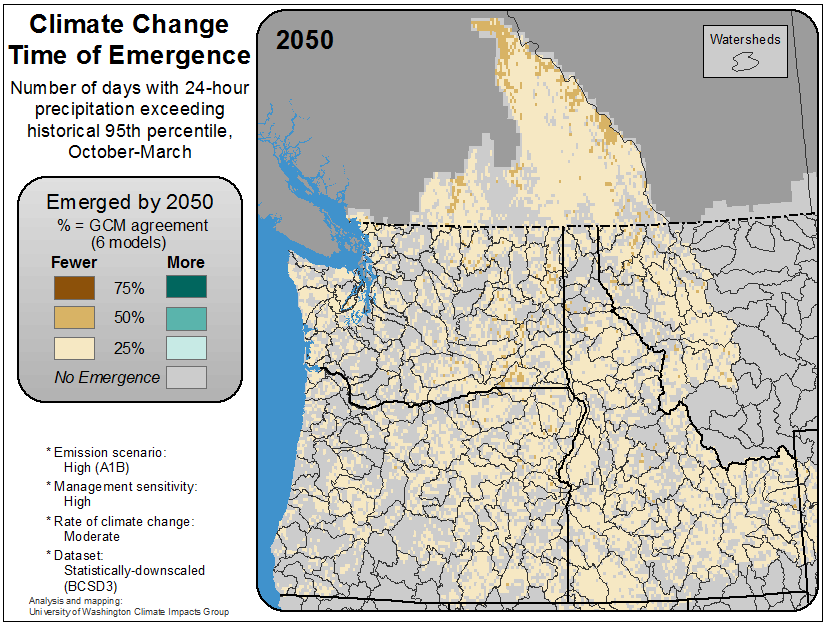 Climate Change
Time of Emergence
Number of days with 24-hour
precipitation exceeding
historical 95th percentile,
October-March
2050
Watersheds
Emerged by 2050
% = GCM agreement
(6 models)
Fewer More
75%
50%
25%
No Emergence
* Emission scenario:
High (A1B)
* Management sensitivity:
High
* Rate of climate change:
Moderate
* Dataset:
Statistically-downscaled
(BCSD3)
Analysis and mapping:
University of Washington Climate Impacts Group